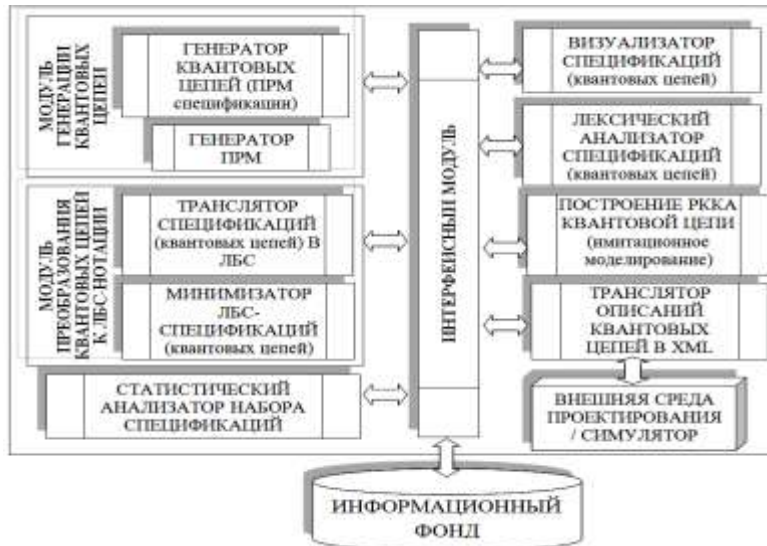 МОДУЛЬ
ГЕНЕРАЦИИ
КВАНТОВЫХ
ЦЕПЕЙ
ГЕНЕРАТОР
КВАНТОВЫХ
ЦЕПЕЙ (ПРМ
спецификации)
ГЕНЕРАТОР
ПРМ
МОДУЛЬ
ПРЕОБРАЗОВАНИЯ
КВАНТОВЫХ ЦЕПЕЙ
К ЛБС-НОТАЦИИ
ТРАНСЛЯТОР
СПЕЦИФИКАЦИЙ
(квантовых цепей) В
ЛБС
МИНИМИЗАТОР
ЛБС-
СПЕЦИФИКАЦИЙ
(квантовых цепей)
СТАТИСТИЧЕСКИЙ
АНАЛИЗАТОР НАБОРА
СПЕЦИФИКАЦИЙ
ИНТЕРФЕЙСНЫЙ МОДУЛЬ
ВИЗУАЛИЗАТОР
СПЕЦИФИКАЦИЙ
(квантовых цепей)
ЛЕКСИЧЕСКИЙ
АНАЛИЗАТОР
СПЕЦИФИКАЦИЙ
(квантовых цепей)
ПОСТРОЕНИЕ РККА
КВАНТОВОЙ ЦЕПИ
(имитационное
моделирование)
ТРАНСЛЯТОР
ОПИСАНИЙ
КВАНТОВЫХ
ЦЕПЕЙ В XML
ВНЕШНЯЯ СРЕДА
ПРОЕКТИРОВАНИЯ
/ СИМУЛЯТОР
ИНФОРМАЦИОННЫЙ
ФОНД